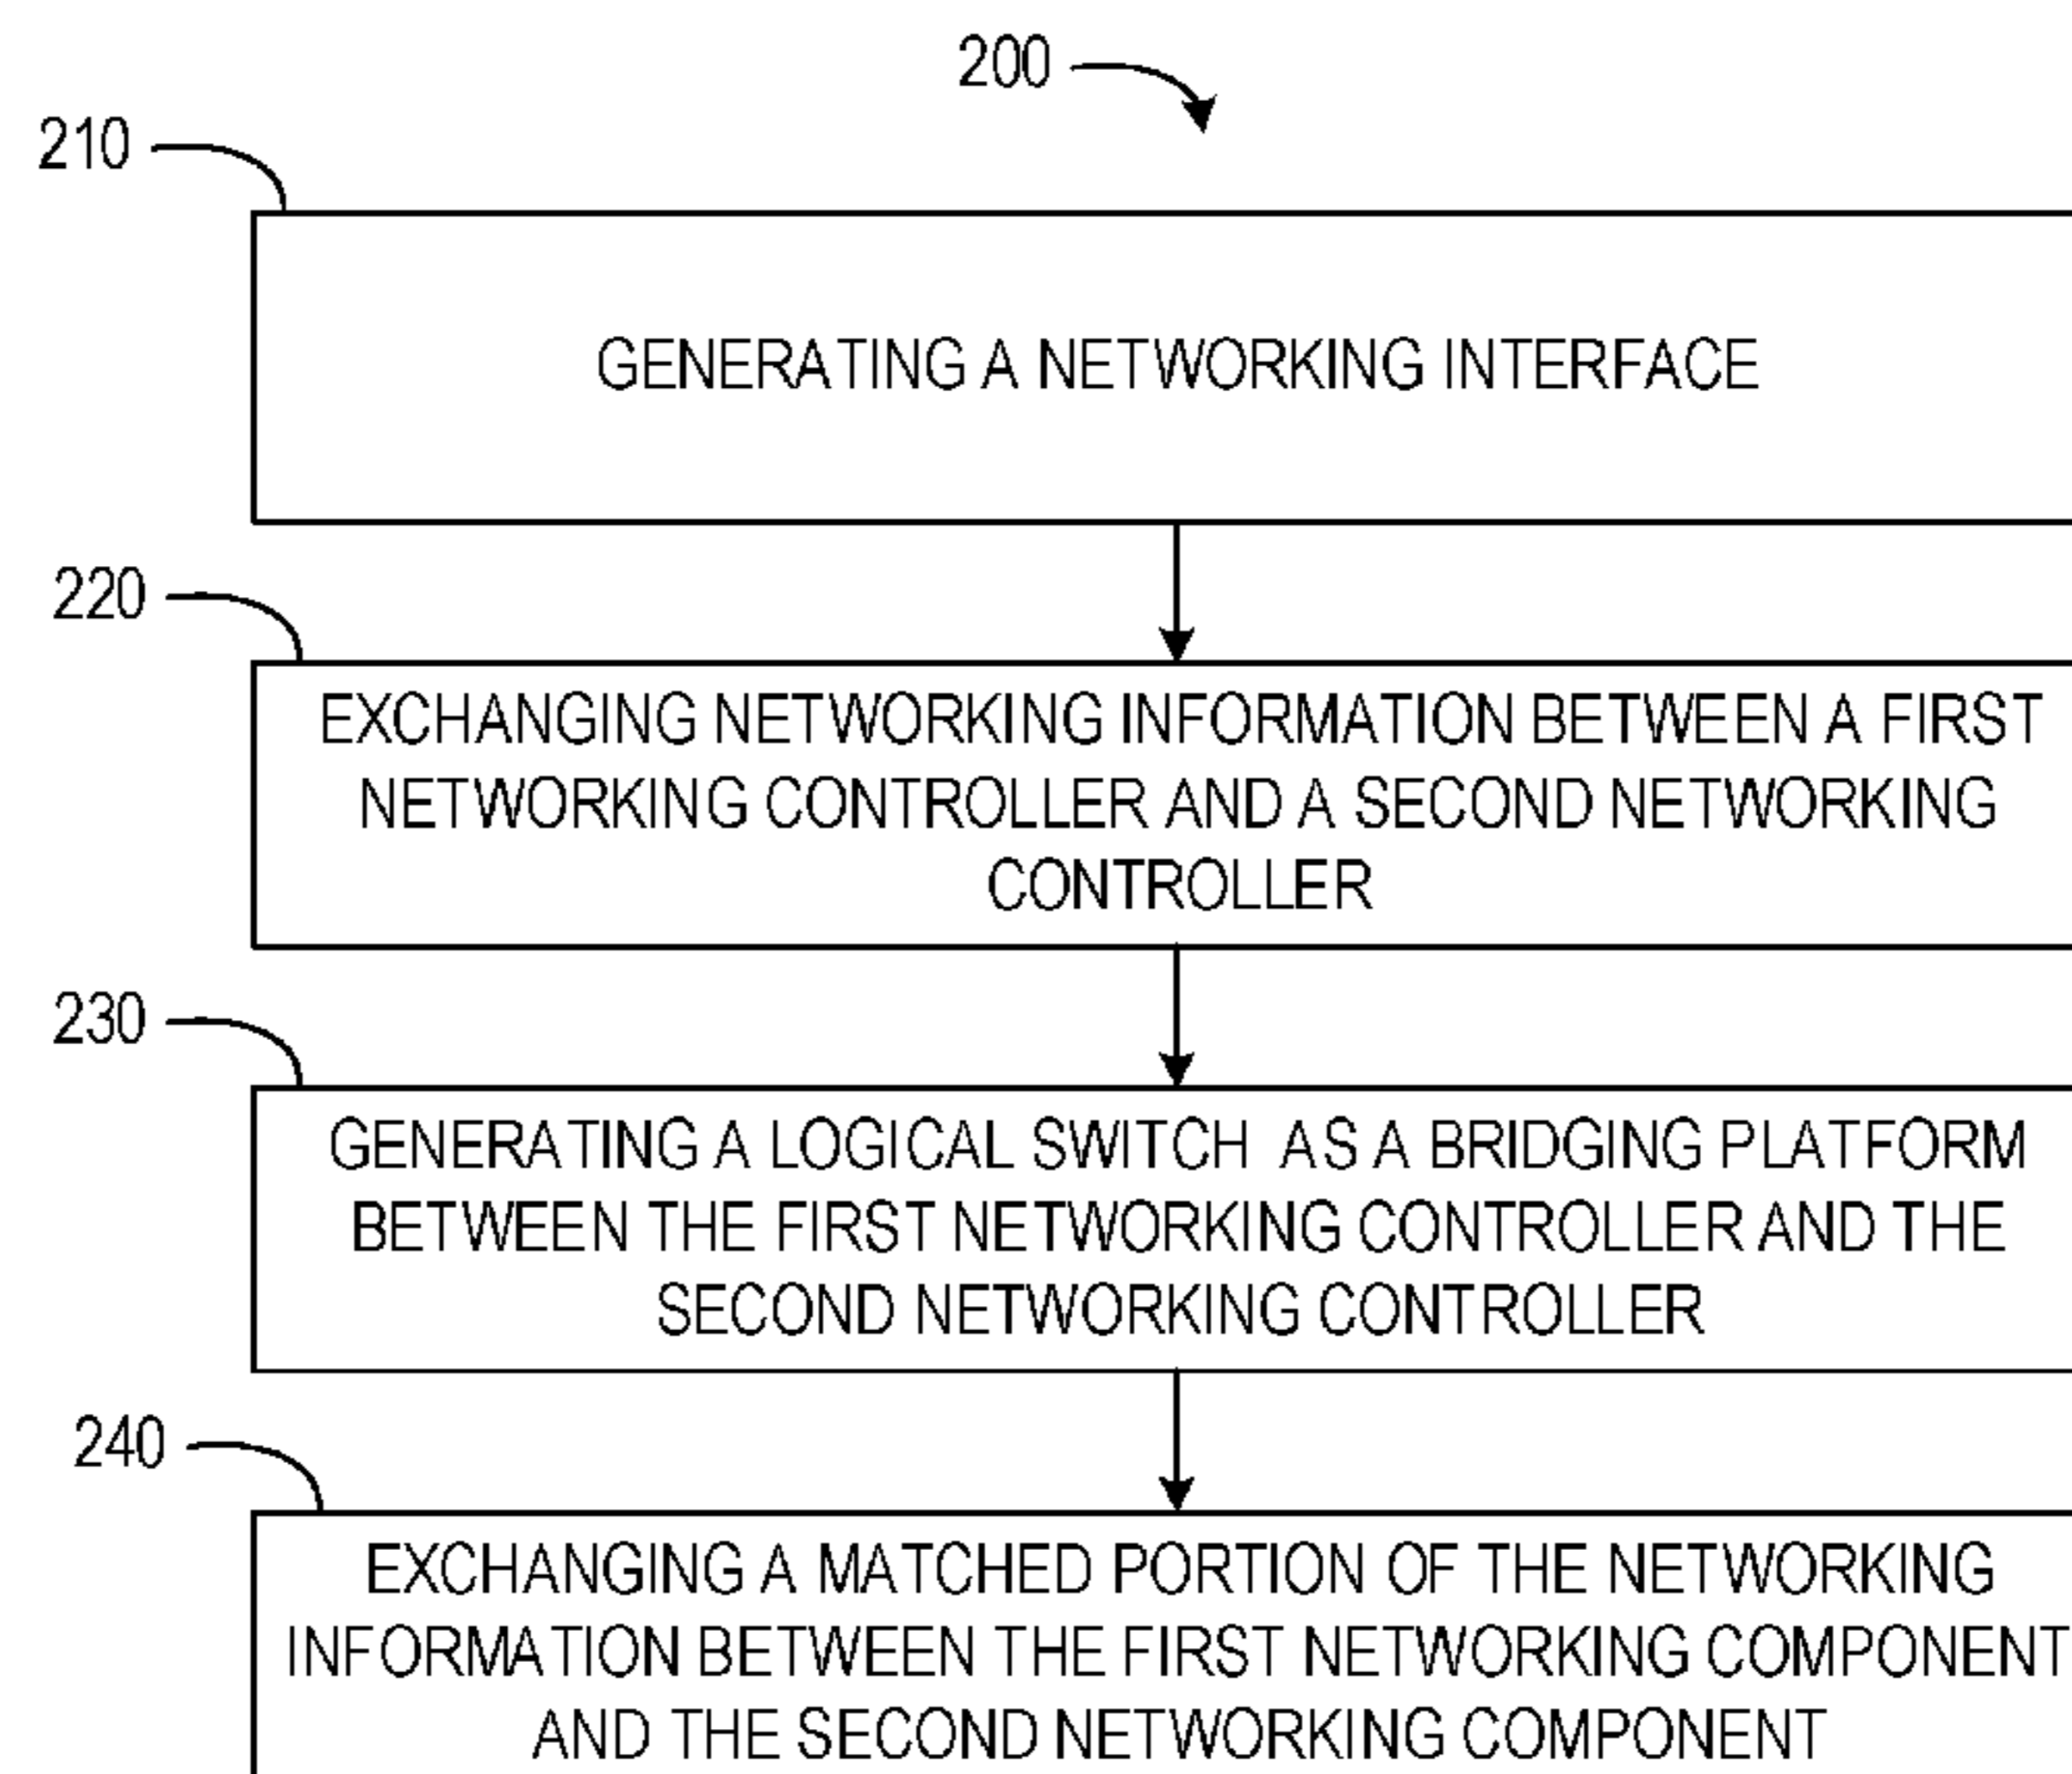 200
210
GENERATING A NETWORKING INTERFACE
220
EXCHANGING NETWORKING INFORMATION BETWEEN A FIRST
NETWORKING CONTROLLER AND A SECOND NETWORKING
CONTROLLER
230
GENERATING A LOGICAL SWITCH AS A BRIDGING PLATFORM
BETWEEN THE FIRST NETWORKING CONTROLLER AND THE
SECOND NETWORKING CONTROLLER
240
EXCHANGING A MATCHED PORTION OF THE NETWORKING
INFORMATION BETWEEN THE FIRST NETWORKING COMPONENT
AND THE SECOND NETWORKING COMPONENT